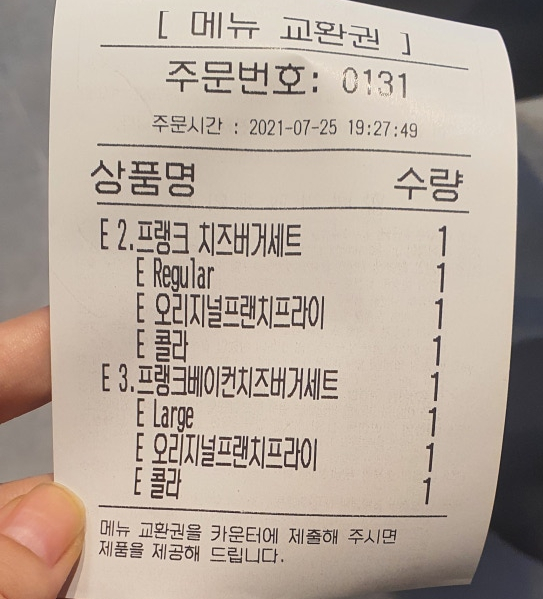 [ 메뉴 교환권 ]
주문번호: 0131
주문시간 : 2021-07-25 19:27:49
상품명 수량
E 2.프랭크 치즈버거세트 1
E Regular 1
E 오리지널프랜치프라이 1
E 콜라 1
E 3.프랭크베이컨치즈버거세트 1
E Large 1
E 오리지널프랜치프라이 1
E 콜라 1
메뉴 교환권을 카운터에 제출해 주시면
제품을 제공해 드립니다.